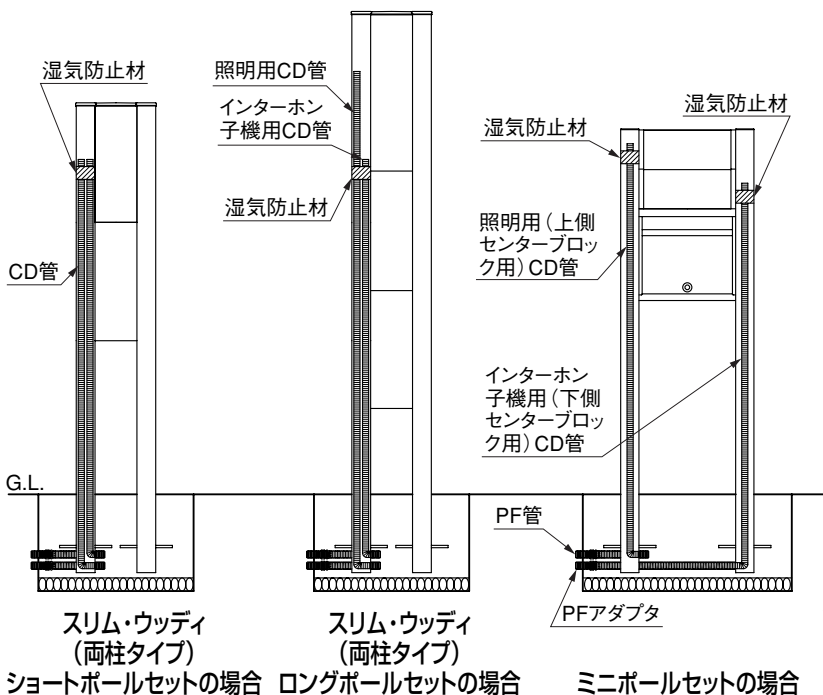 湿気防止材
CD管
G.L.
照明用CD管
インターホン
子機用CD管
湿気防止材
湿気防止材
湿気防止材
照明用(上側
センターブロッ
ク用)CD管
インターホン
子機用(下側
センターブロッ
ク用)CD管
PF管
PFアダプタ
スリム・ウッディ
(両柱タイプ)
ショートポールセットの場合
スリム・ウッディ
(両柱タイプ)
ロングポールセットの場合
ミニポールセットの場合